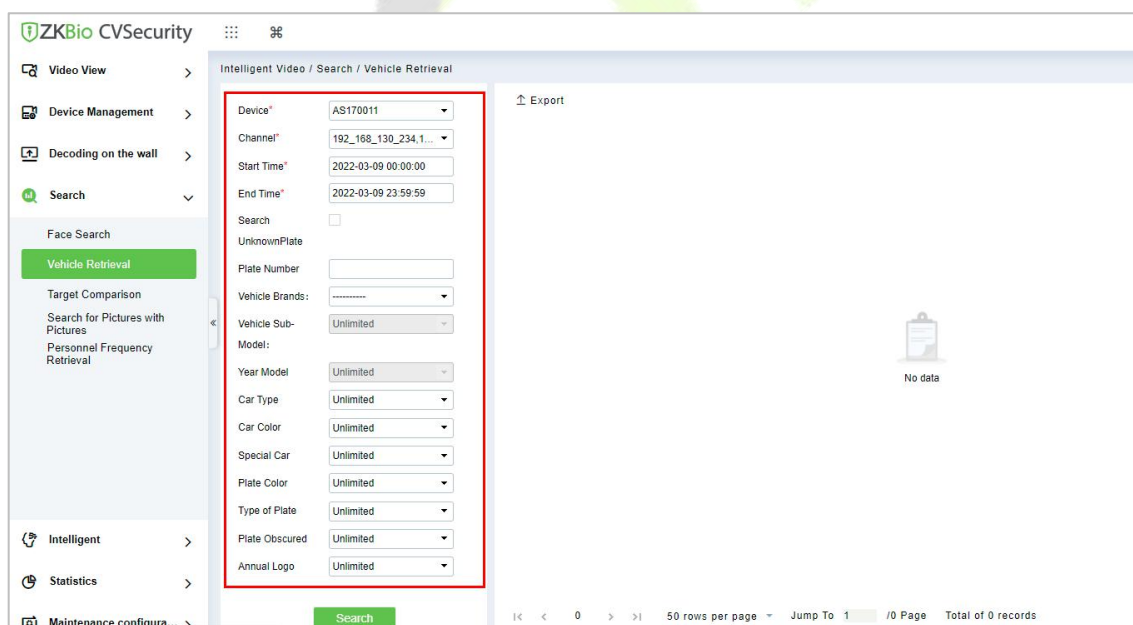 ZKBio CVSecurity
Video View
Device Management
Decoding on the wall
Search
Face Search
Vehicle Retrieval
Target Comparison
Search for Pictures with
Pictures
Personnel Frequency
Retrieval
Intelligent
Statistics
Maintenance configura...
Intelligent Video / Search / Vehicle Retrieval
Device* AS170011
Channel* 192_168_130_234,1...
Start Time* 2022-03-09 00:00:00
End Time* 2022-03-09 23:59:59
Search
UnknownPlate
Plate Number
Vehicle Brands: ----------
Vehicle Sub- Unlimited
Model:
Year Model Unlimited
Car Type Unlimited
Car Color Unlimited
Special Car Unlimited
Plate Color Unlimited
Type of Plate Unlimited
Plate Obscured Unlimited
Annual Logo Unlimited
Search
Export
No data
0 50 rows per page Jump To 1 /0 Page Total of 0 records